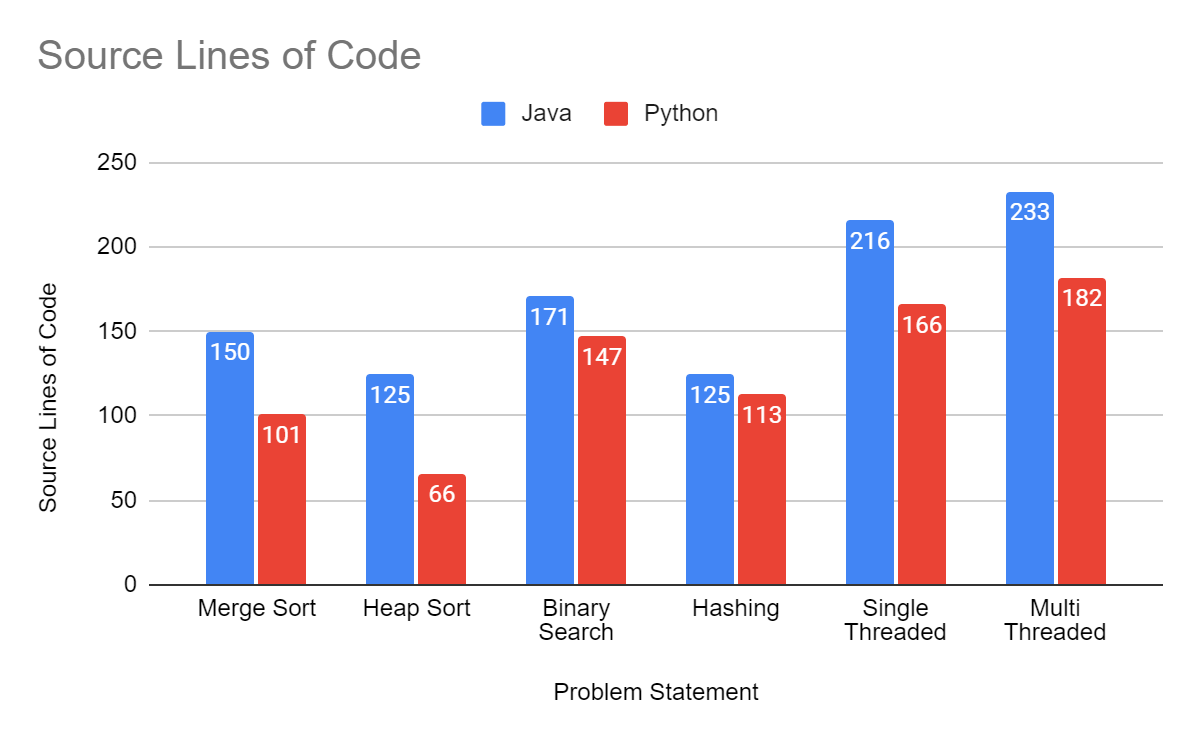 Source Lines of Code
Java Python
250
200
150
100
50
0
Source Lines of Code
150 101 125 66 171 147 125 113 216 166 233 182
Merge Sort Heap Sort Binary Hashing Single Multi
Search Threaded Threaded
Problem Statement